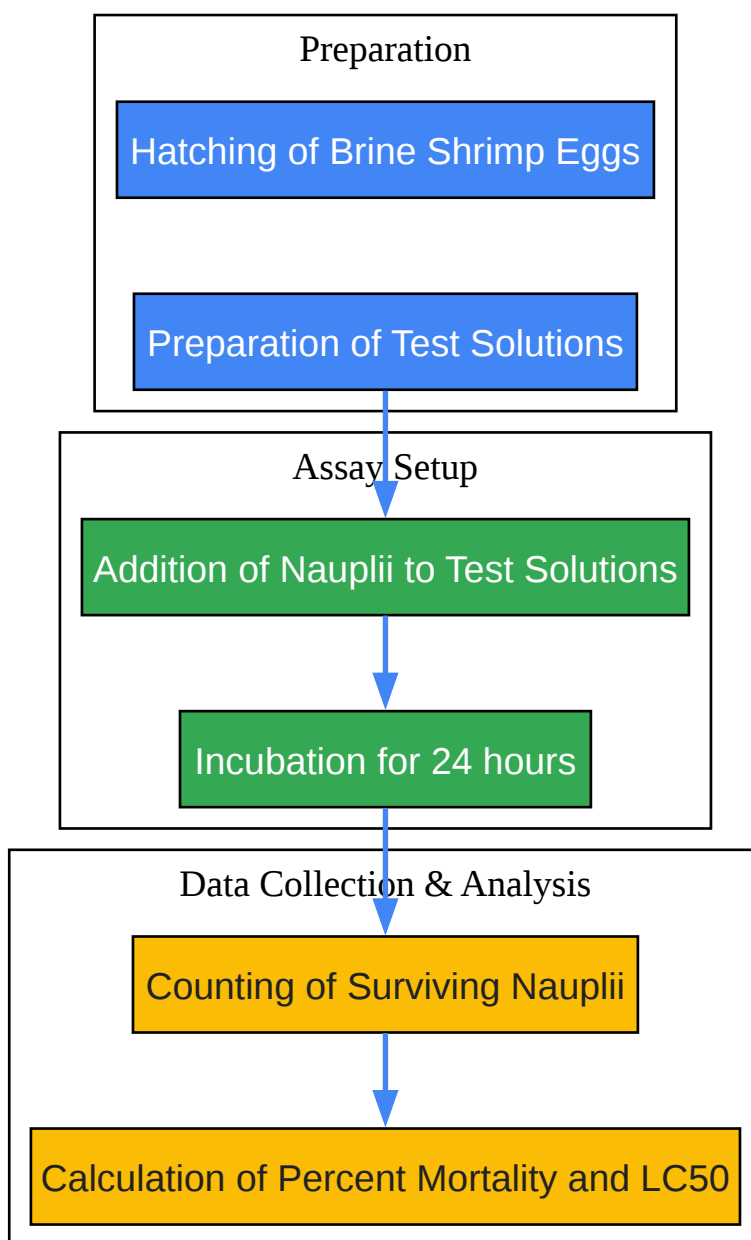 Preparation
Hatching of Brine Shrimp Eggs
Preparation of Test Solutions
Assay Setup
Addition of Nauplii to Test Solutions
Incubation for 24 hours
Data Collection & Analysis
Counting of Surviving Nauplii
Calculation of Percent Mortality and LC50